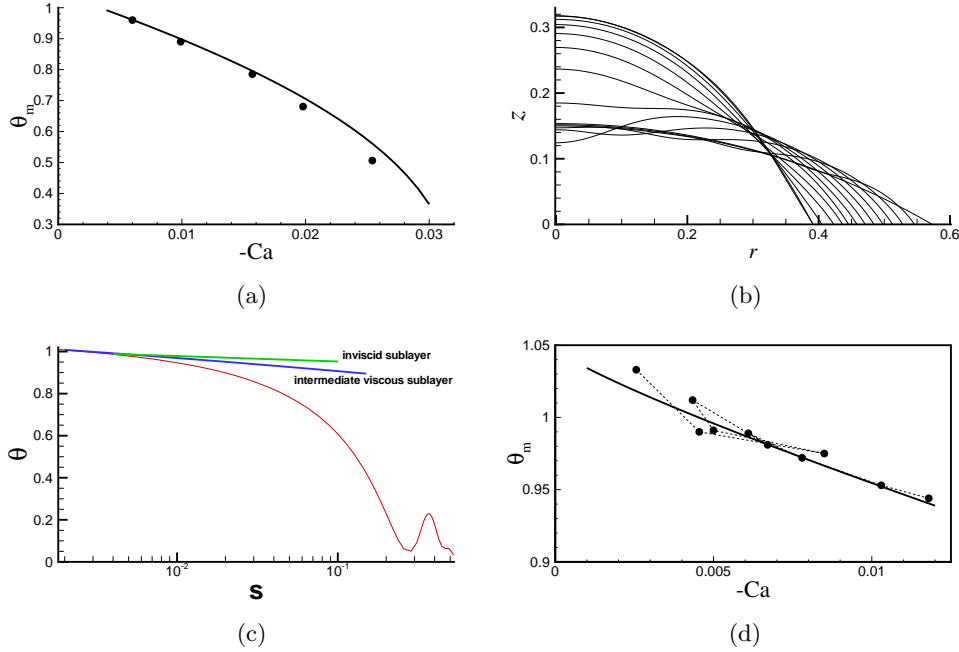 1
0.9
0.8
0.7
0.6
0.5
0.4
0.3
θm
0
0.01
0.02
0.03
-Ca
(a)
0.3
0.2
0.1
0
z
0
0.2
0.4
0.6
r
(b)
1
0.8
0.6
0.4
0.2
0
θ
inviscid sublayer
intermediate viscous sublayer
10-2
10-1
s
(c)
1.05
1
0.95
0.9
θm
0
0.005
0.01
-Ca
(d)